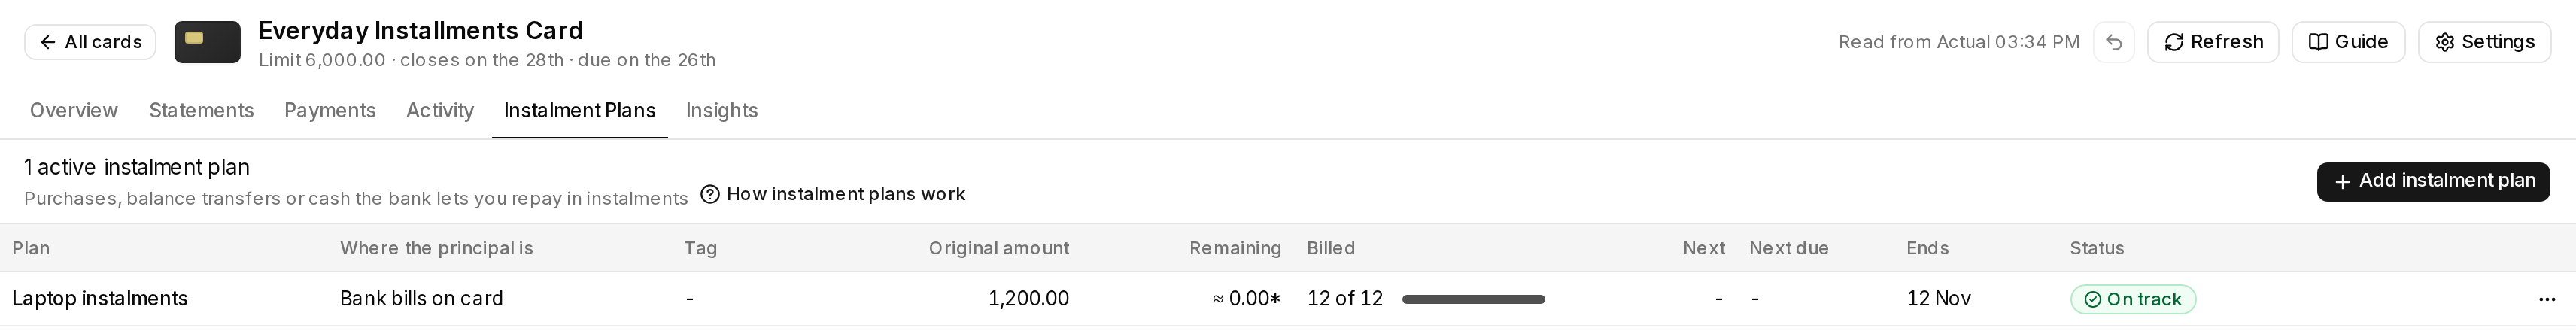 All cards
Everyday Installments Card
Limit 6,000.00 · closes on the 28th · due on the 26th
Read from Actual 03:34 PM
Refresh
Guide
Settings
Overview Statements Payments Activity Instalment Plans Insights
1 active instalment plan
Purchases, balance transfers or cash the bank lets you repay in instalments
How instalment plans work
+ Add instalment plan
Plan Where the principal is Tag Original amount Remaining Billed Next Next due Ends Status
Laptop instalments Bank bills on card - 1,200.00 ≈ 0.00* 12 of 12 - - 12 Nov On track ...